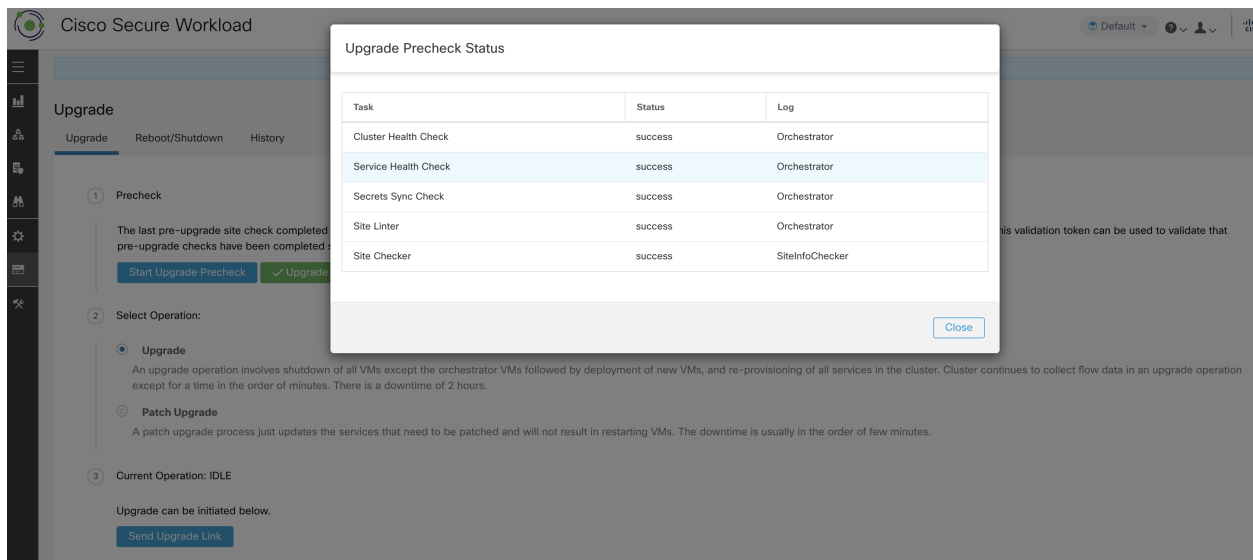 Cisco Secure Workload
Default
Upgrade Precheck Status
Task Status Log
Cluster Health Check success Orchestrator
Service Health Check success Orchestrator
Secrets Sync Check success Orchestrator
Site Linter success Orchestrator
Site Checker success SiteInfoChecker
Close
Upgrade
Upgrade Reboot/Shutdown History
1 Precheck
The last pre-upgrade site check completed his validation token can be used to validate that
pre-upgrade checks have been completed
Start Upgrade Precheck ✓ Upgrade
2 Select Operation:
Upgrade
An upgrade operation involves shutdown of all VMs except the orchestrator VMs followed by deployment of new VMs, and re-provisioning of all services in the cluster. Cluster continues to collect flow data in an upgrade operation
except for a time in the order of minutes. There is a downtime of 2 hours.
Patch Upgrade
A patch upgrade process just updates the services that need to be patched and will not result in restarting VMs. The downtime is usually in the order of few minutes.
3 Current Operation: IDLE
Upgrade can be initiated below.
Send Upgrade Link